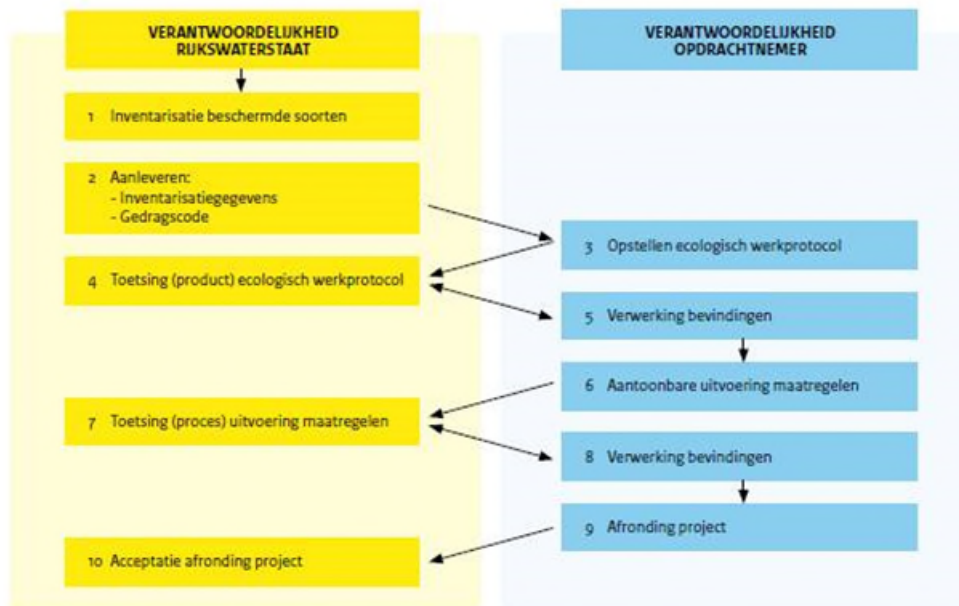 VERANTWOORDELIJKHEID
RIJKSWATERSTAAT
VERANTWOORDELIJKHEID
OPDRACHTNEMER
1 Inventarisatie beschermde soorten
2 Aanleveren:
- Inventarisatiegegevens
- Gedragscode
3 Opstellen ecologisch werkprotocol
4 Toetsing (product) ecologisch werkprotocol
5 Verwerking bevindingen
6 Aantoonbare uitvoering maatregelen
7 Toetsing (proces) uitvoering maatregelen
8 Verwerking bevindingen
9 Afronding project
10 Acceptatie afronding project